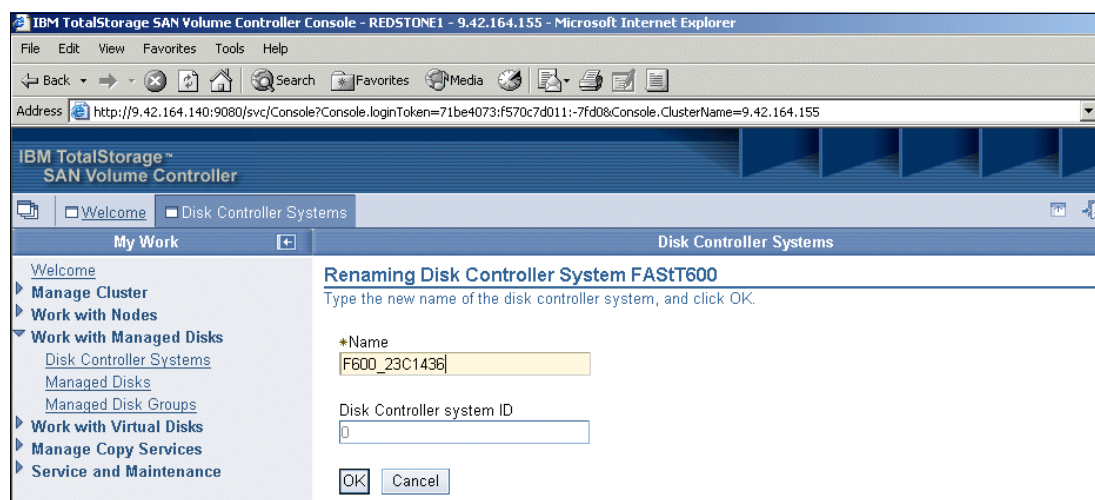 IBM TotalStorage SAN Volume Controller Console - REDSTONE1 - 9.42.164.155 - Microsoft Internet Explorer
File Edit View Favorites Tools Help
Back Search Favorites Media
Address http://9.42.164.140:9080/svc/Console?Console.loginToken=71be4073:f570c7d011:-7fd0&Console.ClusterName=9.42.164.155
IBM TotalStorage™
SAN Volume Controller
Welcome Disk Controller Systems
My Work
Disk Controller Systems
Welcome
Manage Cluster
Work with Nodes
Work with Managed Disks
Disk Controller Systems
Managed Disks
Managed Disk Groups
Work with Virtual Disks
Manage Copy Services
Service and Maintenance
Renaming Disk Controller System FAStT600
Type the new name of the disk controller system, and click OK.
*Name
F600_23C1436
Disk Controller system ID
0
OK Cancel